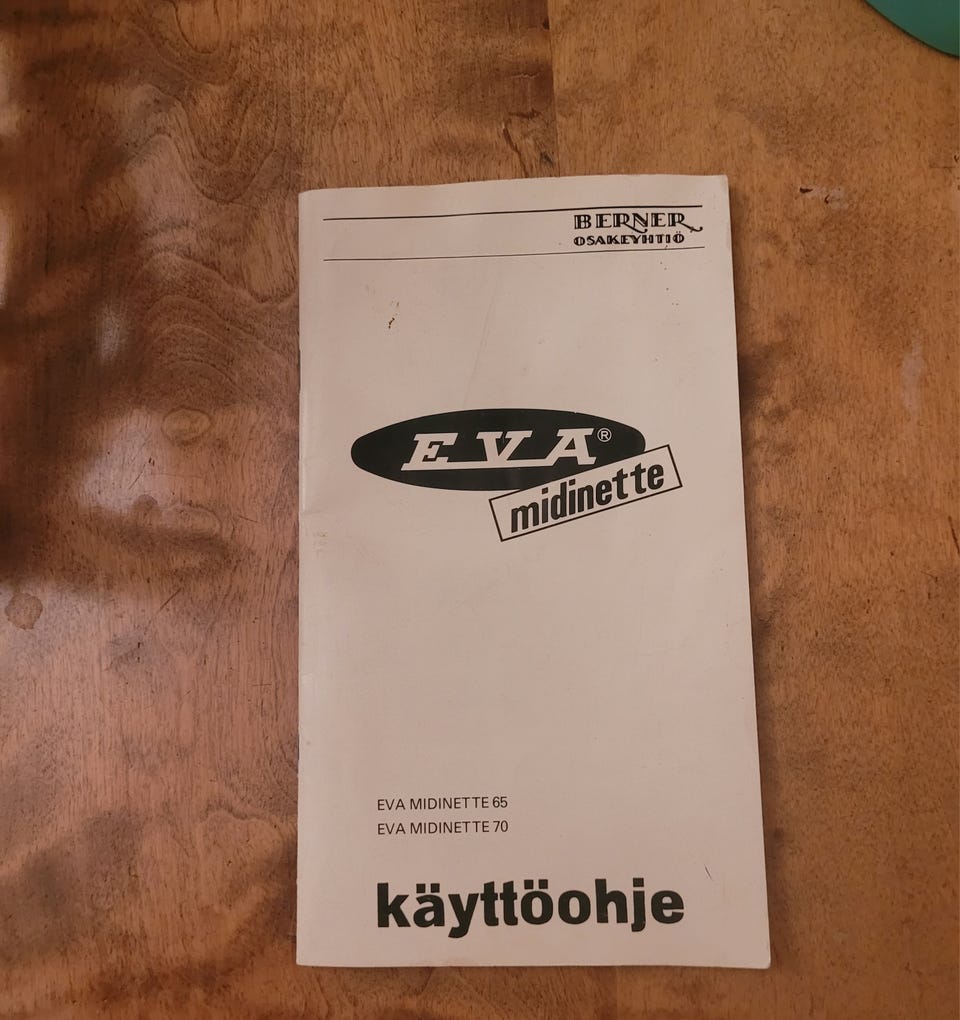 BERNER
OSAKEYHTIÖ
EVA®
midinette
EVA MIDINETTE 65
EVA MIDINETTE 70
käyttöohje